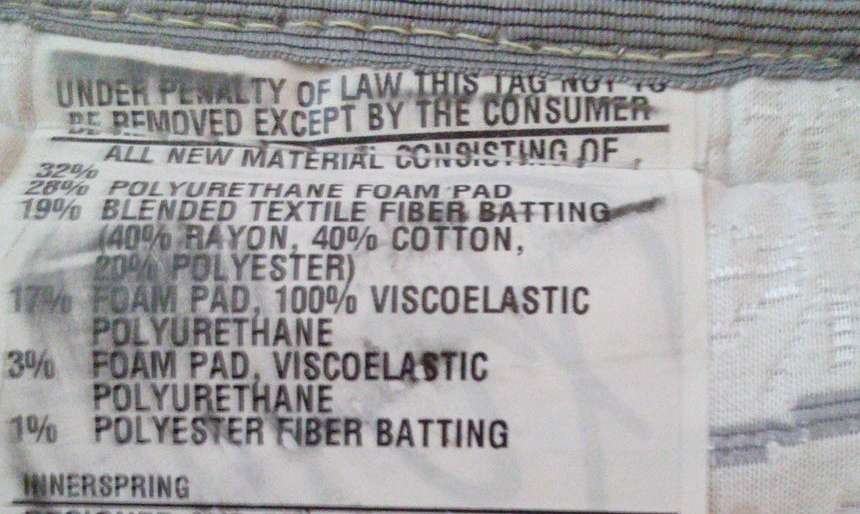 UNDER PENALTY OF LAW THIS TAG NOT TO
BE REMOVED EXCEPT BY THE CONSUMER
ALL NEW MATERIAL CONSISTING OF
32%
28% POLYURETHANE FOAM PAD
19% BLENDED TEXTILE FIBER BATTING
(40% RAYON, 40% COTTON,
20% POLYESTER)
17% FOAM PAD, 100% VISCOELASTIC
POLYURETHANE
3% FOAM PAD, VISCOELASTIC
POLYURETHANE
1% POLYESTER FIBER BATTING
INNERSPRING